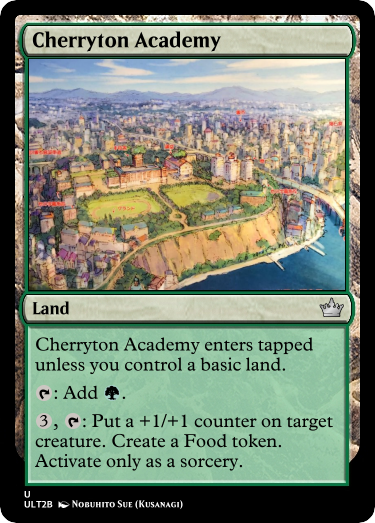 Cherryton Academy
Land
Cherryton Academy enters tapped
unless you control a basic land.
: Add .
3, : Put a +1/+1 counter on target
creature. Create a Food token.
Activate only as a sorcery.
U
ULT2B Nobuhito Sue (Kusanagi)